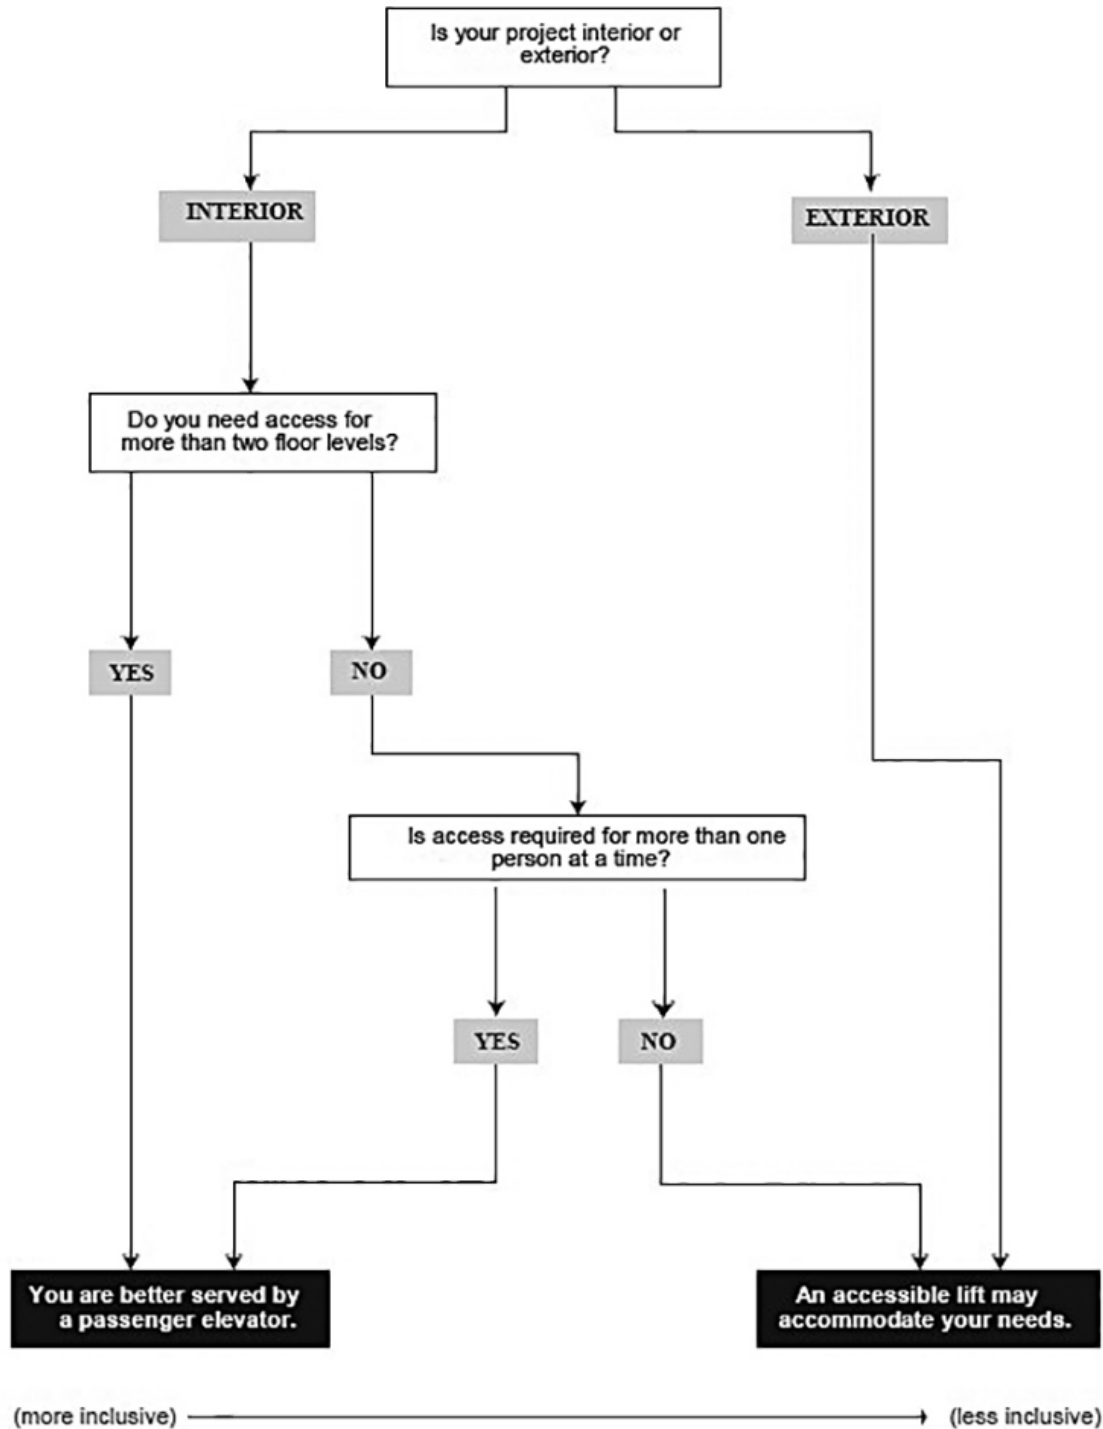 Is your project interior or
exterior?
INTERIOR
EXTERIOR
Do you need access for
more than two floor levels?
YES
NO
Is access required for more than one
person at a time?
YES
NO
You are better served by
a passenger elevator.
An accessible lift may
accommodate your needs.
(more inclusive)
(less inclusive)